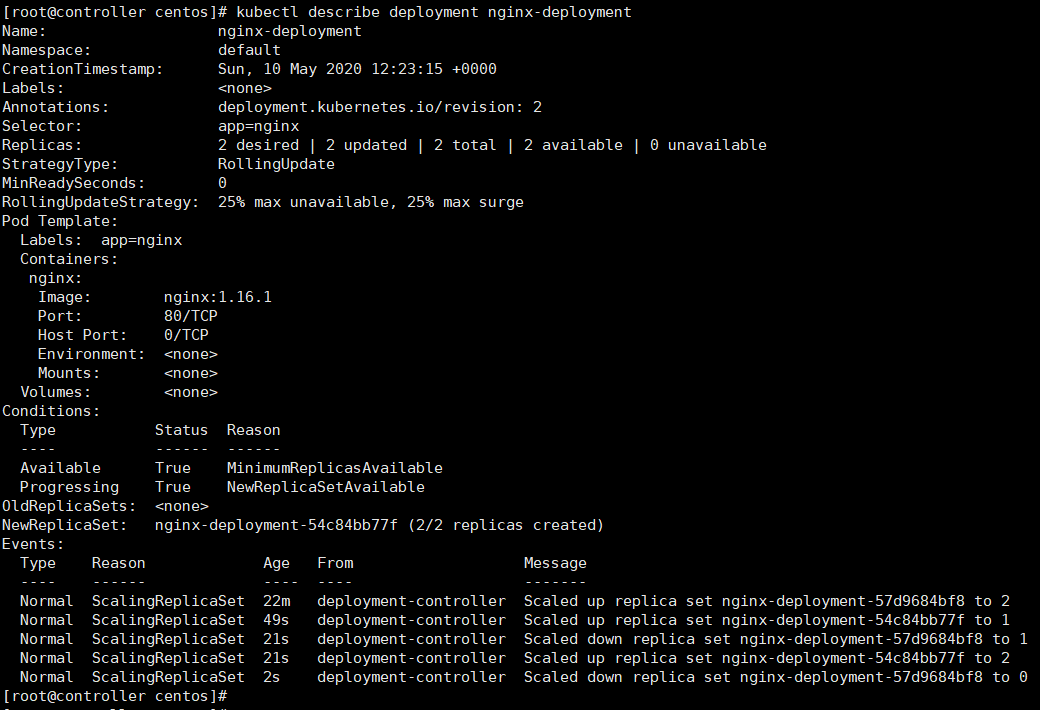 [root@controller centos]# kubectl describe deployment nginx-deployment
Name:                   nginx-deployment
Namespace:              default
CreationTimestamp:      Sun, 10 May 2020 12:23:15 +0000
Labels:                 <none>
Annotations:            deployment.kubernetes.io/revision: 2
Selector:               app=nginx
Replicas:               2 desired | 2 updated | 2 total | 2 available | 0 unavailable
StrategyType:           RollingUpdate
MinReadySeconds:        0
RollingUpdateStrategy:  25% max unavailable, 25% max surge
Pod Template:
  Labels:  app=nginx
  Containers:
   nginx:
    Image:        nginx:1.16.1
    Port:         80/TCP
    Host Port:    0/TCP
    Environment:  <none>
    Mounts:       <none>
  Volumes:        <none>
Conditions:
  Type           Status  Reason
  ----           ------  ------
  Available      True    MinimumReplicasAvailable
  Progressing    True    NewReplicaSetAvailable
OldReplicaSets:  <none>
NewReplicaSet:   nginx-deployment-54c84bb77f (2/2 replicas created)
Events:
  Type    Reason             Age   From                   Message
  ----    ------             ----  ----                   -------
  Normal  ScalingReplicaSet  22m   deployment-controller  Scaled up replica set nginx-deployment-57d9684bf8 to 2
  Normal  ScalingReplicaSet  49s   deployment-controller  Scaled up replica set nginx-deployment-54c84bb77f to 1
  Normal  ScalingReplicaSet  21s   deployment-controller  Scaled down replica set nginx-deployment-57d9684bf8 to 1
  Normal  ScalingReplicaSet  21s   deployment-controller  Scaled up replica set nginx-deployment-54c84bb77f to 2
  Normal  ScalingReplicaSet  2s    deployment-controller  Scaled down replica set nginx-deployment-57d9684bf8 to 0
[root@controller centos]#